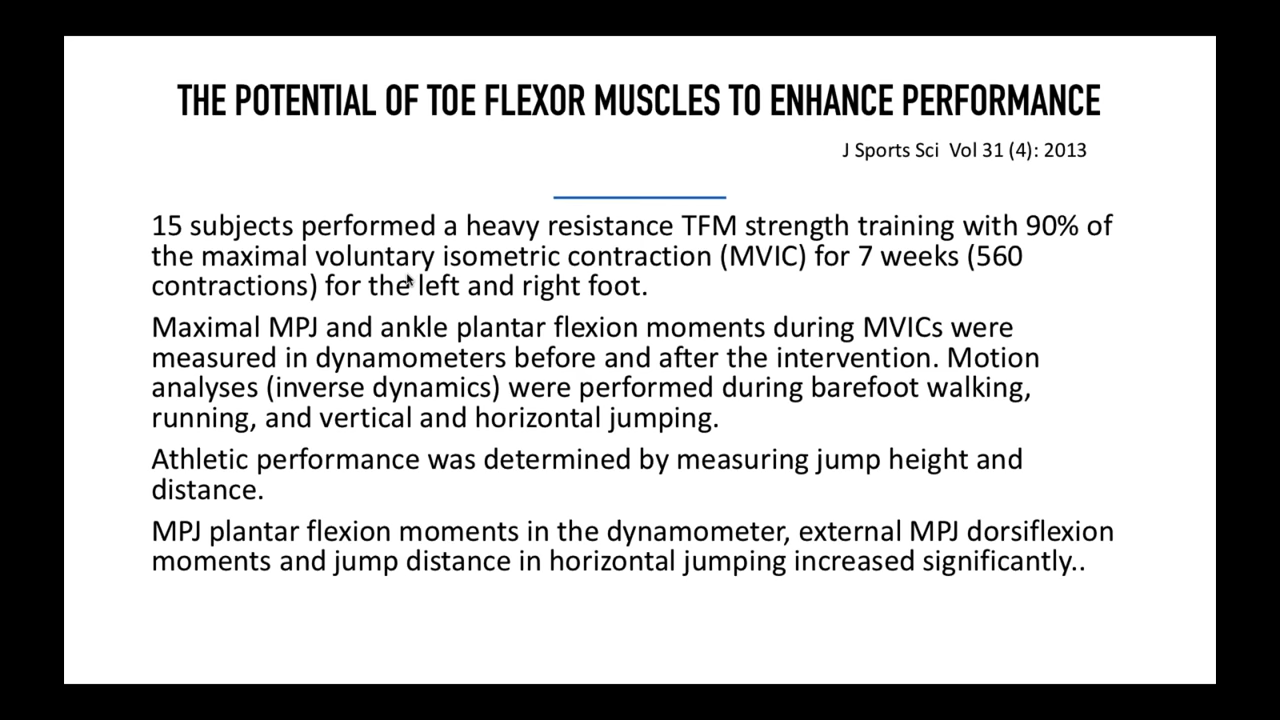 THE POTENTIAL OF TOE FLEXOR MUSCLES TO ENHANCE PERFORMANCE
J Sports Sci Vol 31 (4): 2013
15 subjects performed a heavy resistance TFM strength training with 90% of
the maximal voluntary isometric contraction (MVIC) for 7 weeks (560
contractions) for the left and right foot.
Maximal MPJ and ankle plantar flexion moments during MVICs were
measured in dynamometers before and after the intervention. Motion
analyses (inverse dynamics) were performed during barefoot walking,
running, and vertical and horizontal jumping.
Athletic performance was determined by measuring jump height and
distance.
MPJ plantar flexion moments in the dynamometer, external MPJ dorsiflexion
moments and jump distance in horizontal jumping increased significantly..